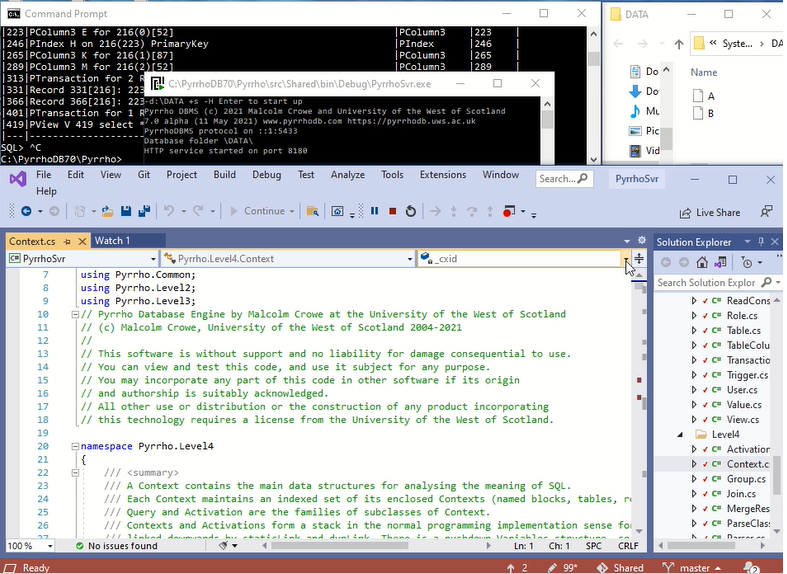 Command Prompt
|223|PColumn3 E for 216(0)[52] |PColumn3 |223 |
|246|PIndex H on 216(223) PrimaryKey |PIndex |246 |
|265|PColumn3 K for 216(1)[87] |PColumn3 |265 |
|289|PColumn3 M for 216(2)[52] |PColumn3 |289 |
|313|PTransaction for 2 R
|331|Record 331[216]: 223
|366|Record 366[216]: 223
|401|PTransaction for 1 R
|419|PView V 419 select *
|---|--------------------
SQL> ^C
C:\PyrrhoDB70\Pyrrho>
C:\PyrrhoDB70\Pyrrho\src\Shared\bin\Debug\PyrrhoSvr.exe
-d:\DATA +s -H Enter to start up
Pyrrho DBMS (c) 2021 Malcolm Crowe and University of the West of Scotland
7.0 alpha (11 May 2021) www.pyrrhodb.com https://pyrrhodb.uws.ac.uk
PyrrhoDBMS protocol on ::1:5433
Database folder \DATA\
HTTP service started on port 8180
DATA
« Syste... > DA
Do
Dov
Mu
Pic
Vid
Name
A
B
File Edit View Git Project Build Debug Test Analyze Tools Extensions Window
Help
Search...
PyrrhoSvr
Continue
Live Share
Context.cs
Watch 1
PyrrhoSvr
Pyrrho.Level4.Context
_cxid
7 using Pyrrho.Common;
8 using Pyrrho.Level2;
9 using Pyrrho.Level3;
10 // Pyrrho Database Engine by Malcolm Crowe at the University of the West of Scotland
11 // (c) Malcolm Crowe, University of the West of Scotland 2004-2021
12 //
13 // This software is without support and no liability for damage consequential to use.
14 // You can view and test this code, and use it subject for any purpose.
15 // You may incorporate any part of this code in other software if its origin
16 // and authorship is suitably acknowledged.
17 // All other use or distribution or the construction of any product incorporating
18 // this technology requires a license from the University of the West of Scotland.
19
20 namespace Pyrrho.Level4
21 {
22 /// <summary>
23 /// A Context contains the main data structures for analysing the meaning of SQL.
24 /// Each Context maintains an indexed set of its enclosed Contexts (named blocks, tables, r
25 /// Query and Activation are the families of subclasses of Context.
26 /// Contexts and Activations form a stack in the normal programming implementation sense for
27
100 %
No issues found
Ln: 1 Ch: 1 SPC CRLF
Solution Explorer
Search Solution Explor
ReadCons
Role.cs
Table.cs
TableColu
Transactio
Trigger.cs
User.cs
Value.cs
View.cs
Level4
Activation
Context.c
Group.cs
Join.cs
MergeRes
ParseClas
Parser.cs
Ready
2
99*
Shared
master
2